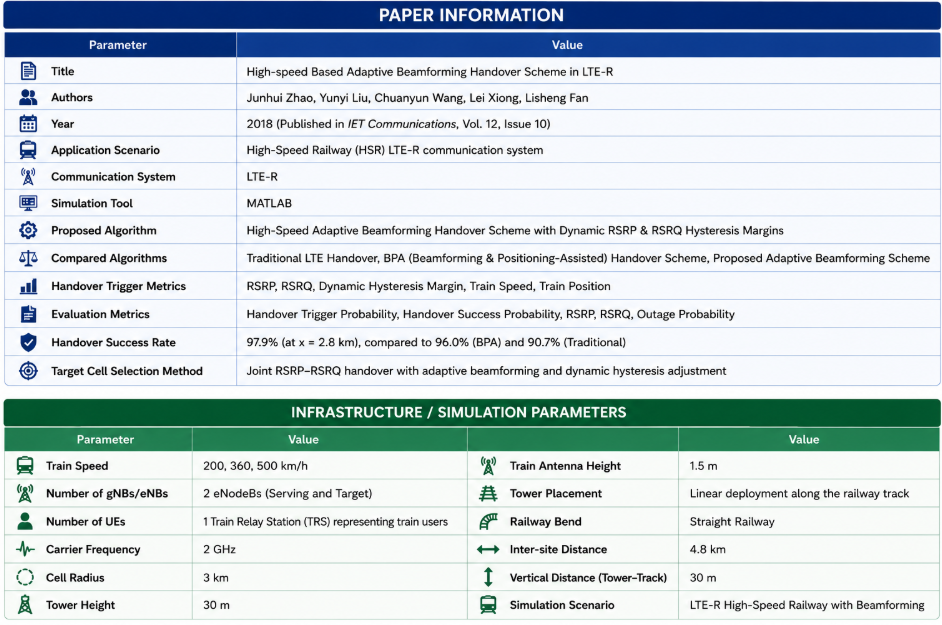 PAPER INFORMATION
Parameter Value
Title High-speed Based Adaptive Beamforming Handover Scheme in LTE-R
Authors Junhui Zhao, Yunyi Liu, Chuanyun Wang, Lei Xiong, Lisheng Fan
Year 2018 (Published in IET Communications, Vol. 12, Issue 10)
Application Scenario High-Speed Railway (HSR) LTE-R communication system
Communication System LTE-R
Simulation Tool MATLAB
Proposed Algorithm High-Speed Adaptive Beamforming Handover Scheme with Dynamic RSRP & RSRQ Hysteresis Margins
Compared Algorithms Traditional LTE Handover, BPA (Beamforming & Positioning-Assisted) Handover Scheme, Proposed Adaptive Beamforming Scheme
Handover Trigger Metrics RSRP, RSRQ, Dynamic Hysteresis Margin, Train Speed, Train Position
Evaluation Metrics Handover Trigger Probability, Handover Success Probability, RSRP, RSRQ, Outage Probability
Handover Success Rate 97.9% (at x = 2.8 km), compared to 96.0% (BPA) and 90.7% (Traditional)
Target Cell Selection Method Joint RSRP–RSRQ handover with adaptive beamforming and dynamic hysteresis adjustment
INFRASTRUCTURE / SIMULATION PARAMETERS
Parameter Value Value
Train Speed 200, 360, 500 km/h Train Antenna Height 1.5 m
Number of gNBs/eNBs 2 eNodeBs (Serving and Target) Tower Placement Linear deployment along the railway track
Number of UEs 1 Train Relay Station (TRS) representing train users Railway Bend Straight Railway
Carrier Frequency 2 GHz Inter-site Distance 4.8 km
Cell Radius 3 km Vertical Distance (Tower–Track) 30 m
Tower Height 30 m Simulation Scenario LTE-R High-Speed Railway with Beamforming